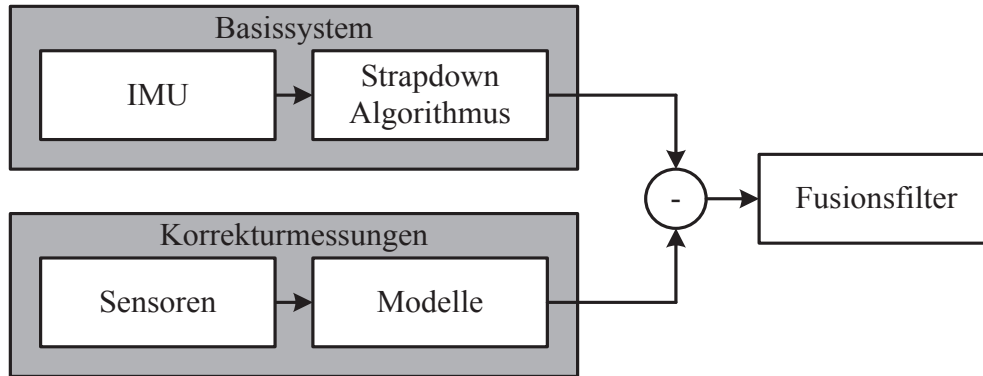 Basissystem
IMU
Strapdown
Algorithmus
-
Fusionsfilter
Korrekturmessungen
Sensoren
Modelle